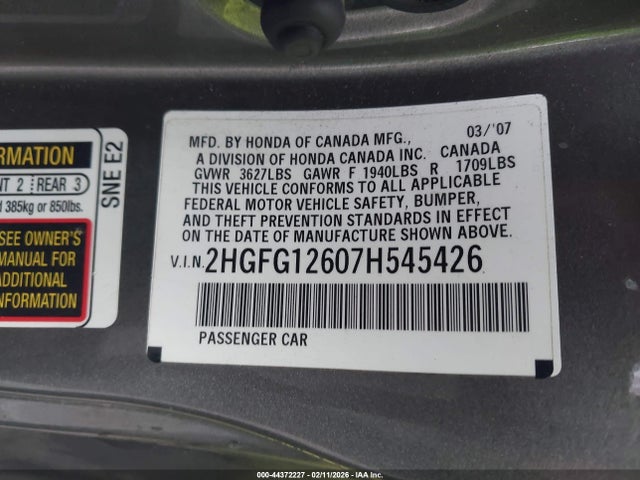 RMATION
NT 2 REAR 3
d 385kg or 850lbs.
SEE OWNER'S
MANUAL FOR
ADDITIONAL
INFORMATION
SNE E2
MFD. BY HONDA OF CANADA MFG., 03/'07
A DIVISION OF HONDA CANADA INC. CANADA
GVWR 3627LBS GAWR F 1940LBS R 1709LBS
THIS VEHICLE CONFORMS TO ALL APPLICABLE
FEDERAL MOTOR VEHICLE SAFETY, BUMPER,
AND THEFT PREVENTION STANDARDS IN EFFECT
ON THE DATE OF MANUFACTURE SHOWN ABOVE.
V.I.N. 2HGFG12607H545426
PASSENGER CAR
000-44372227 - 02/11/2026 - IAA Inc.